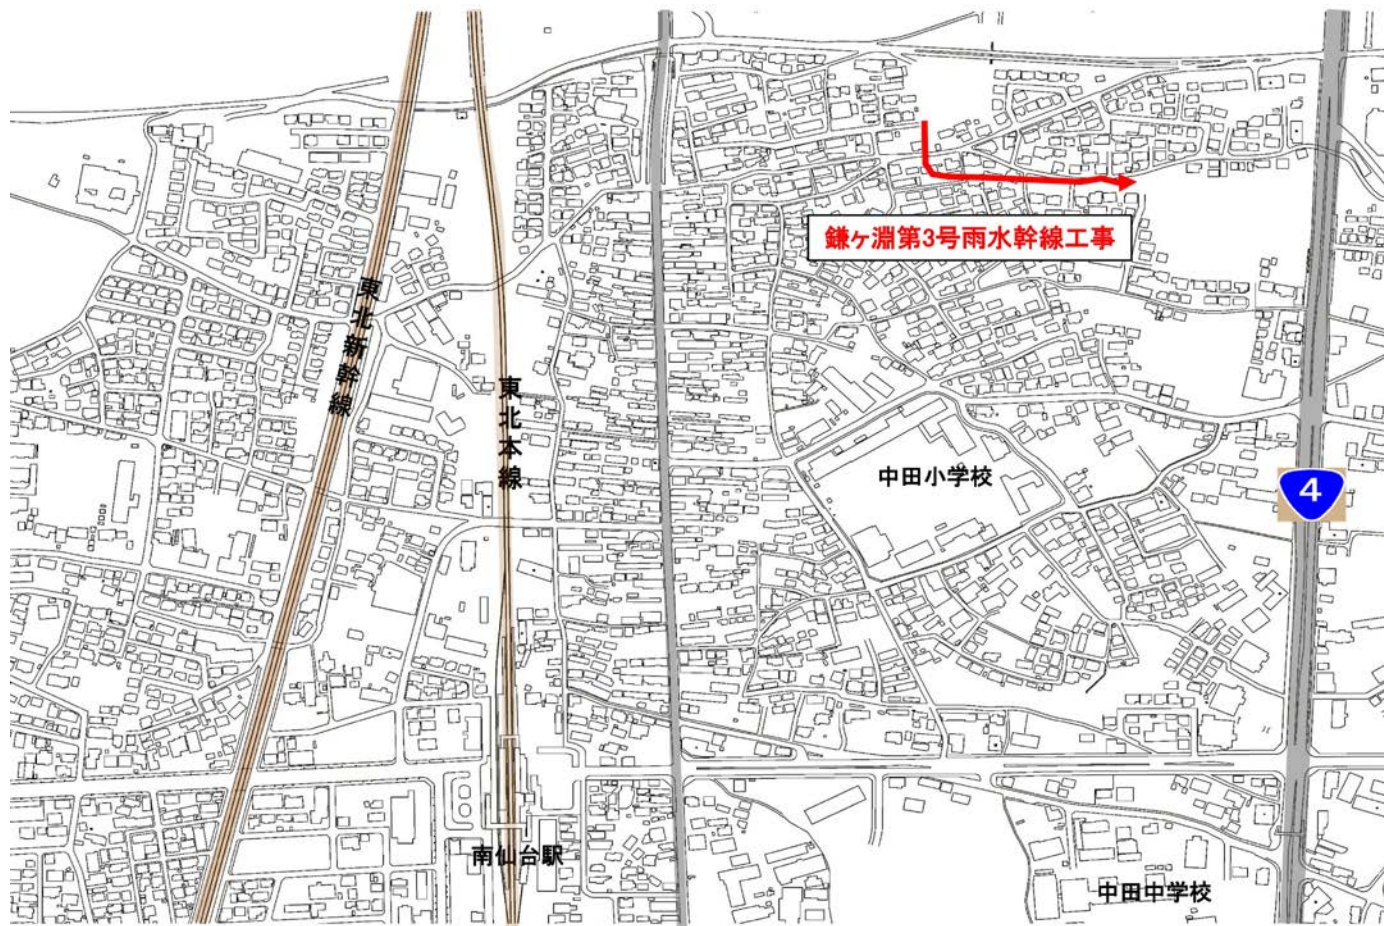 鎌ヶ淵第3号雨水幹線工事
東北新幹線
東北本線
中田小学校
4
南仙台駅
中田中学校